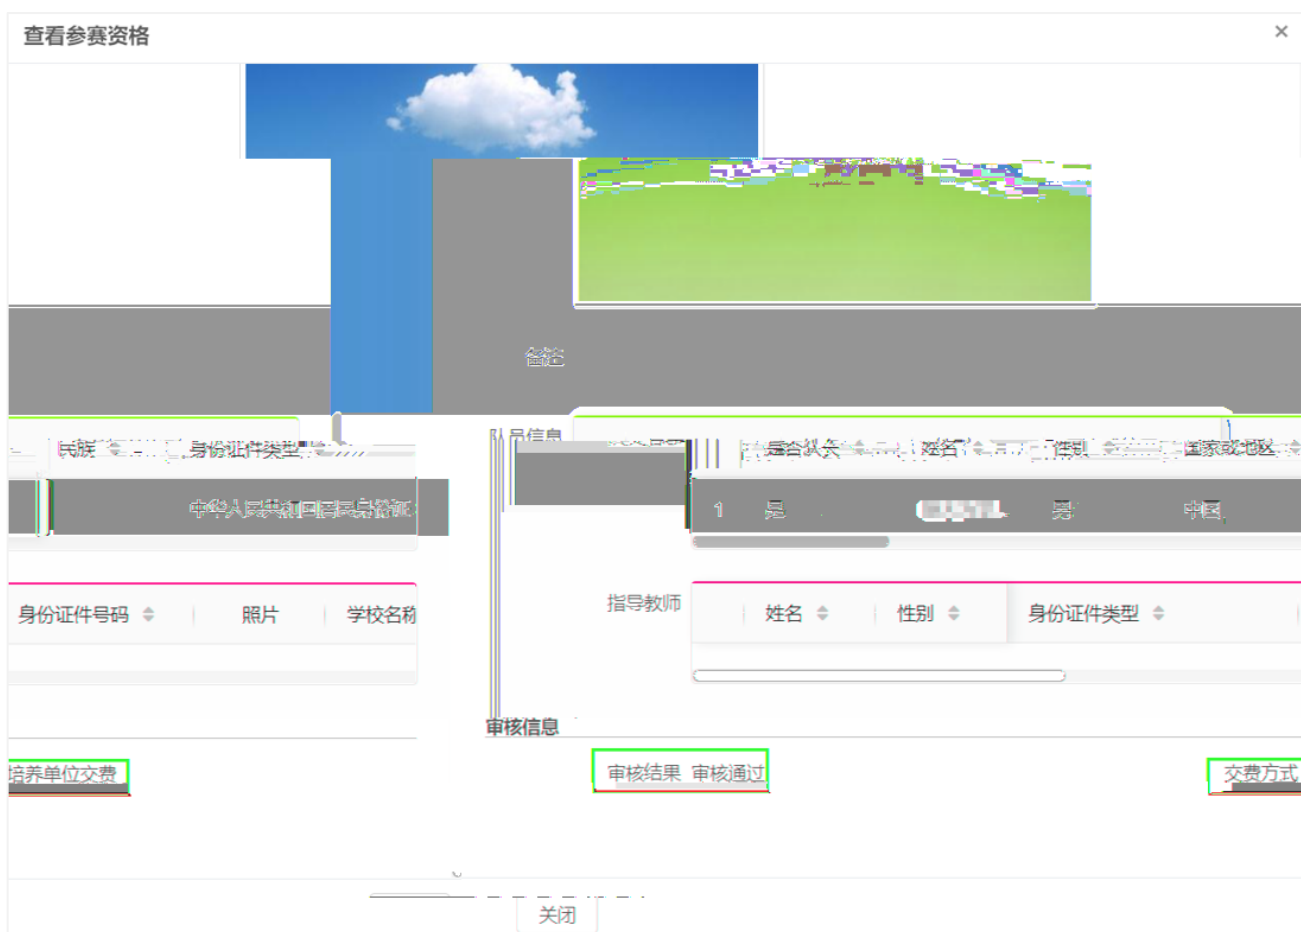 查看参赛资格
×
备注
队员信息
民族 身份证件类型 是否队长 姓名 性别 国家或地区
中华人民共和国居民身份证 1 是 男 中国
指导教师
身份证件号码 照片 学校名称 姓名 性别 身份证件类型
审核信息
培养单位交费 审核结果 审核通过 交费方式
关闭